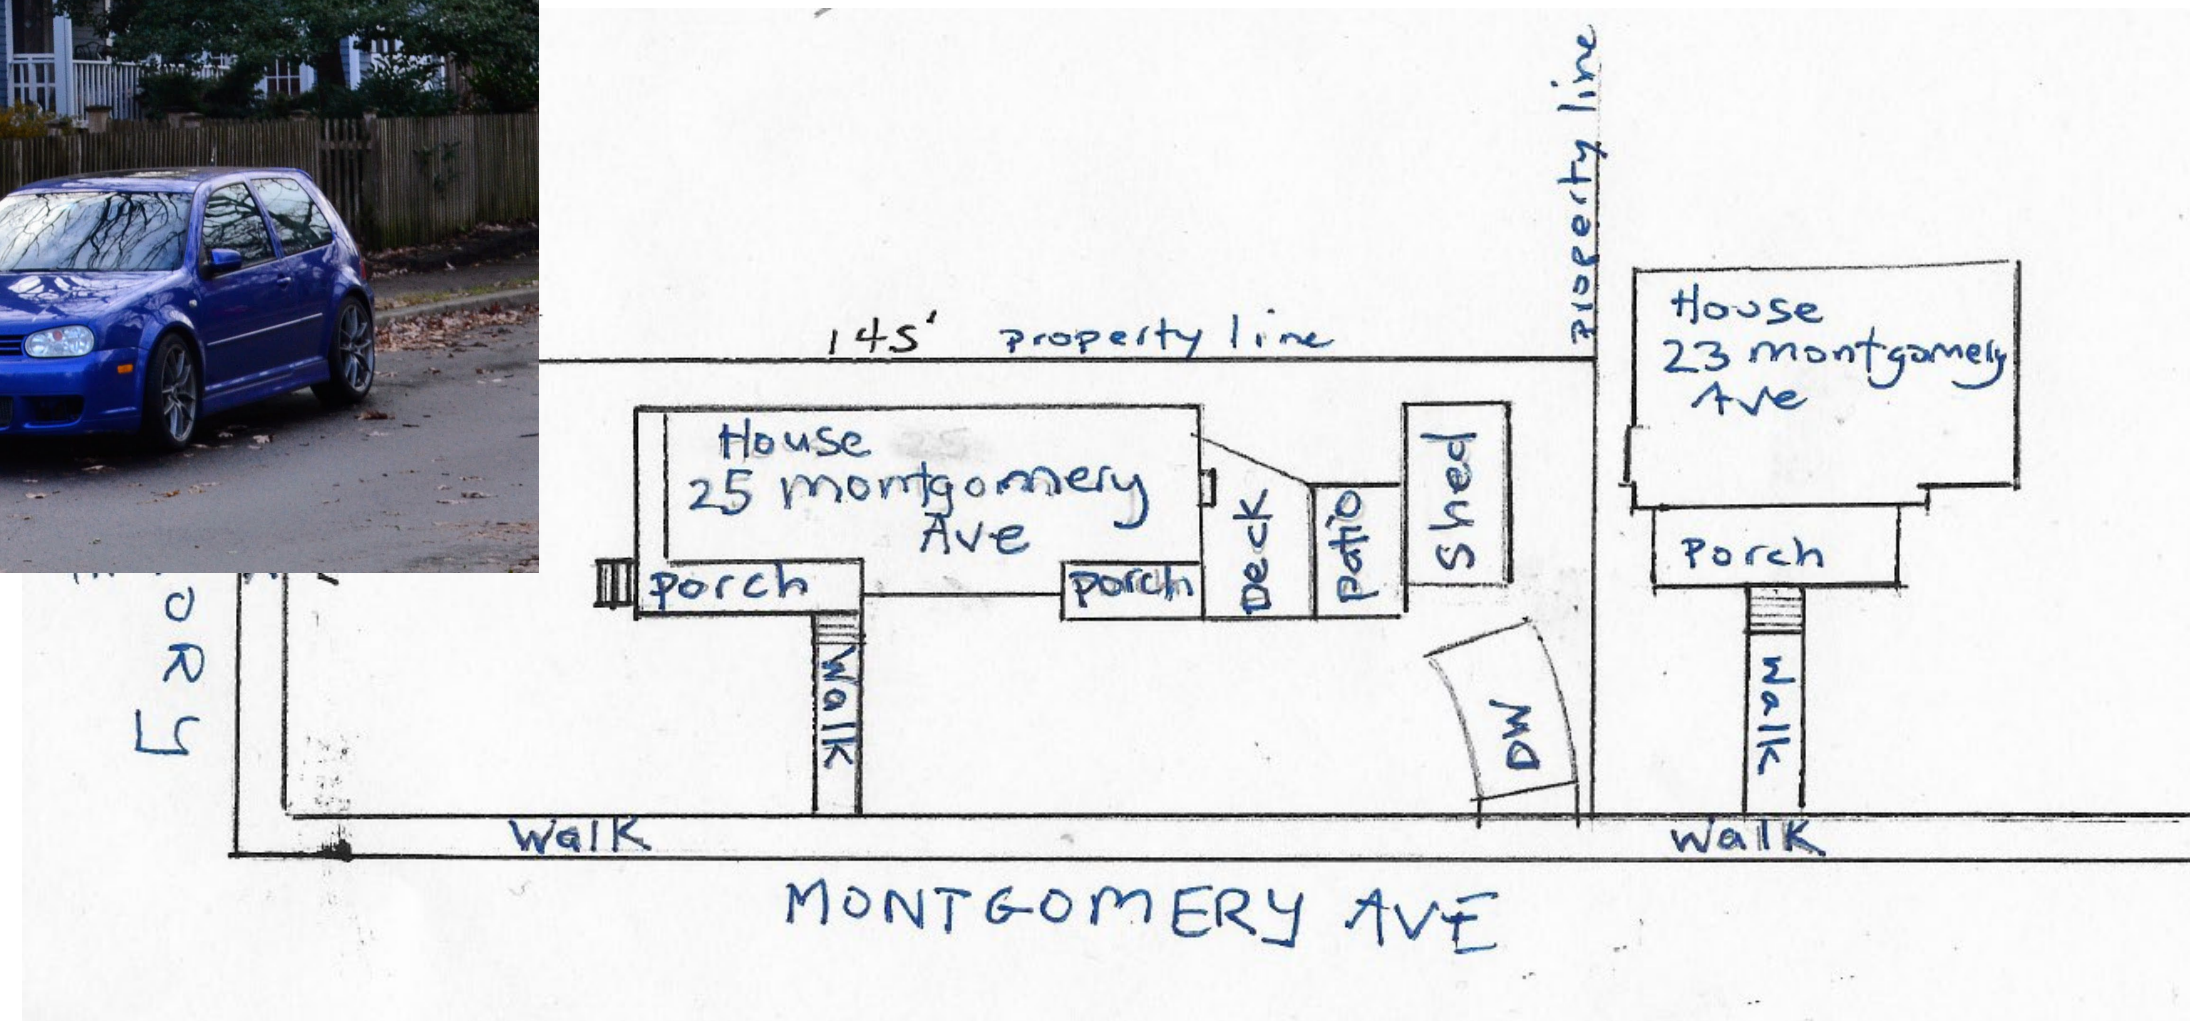 property line
145' property line
House
23 montgomery
Ave
House
25 montgomery
Ave
Deck
patio
Shed
Porch
porch
porch
Walk
DW
Walk
Walk
Walk
MONTGOMERY AVE